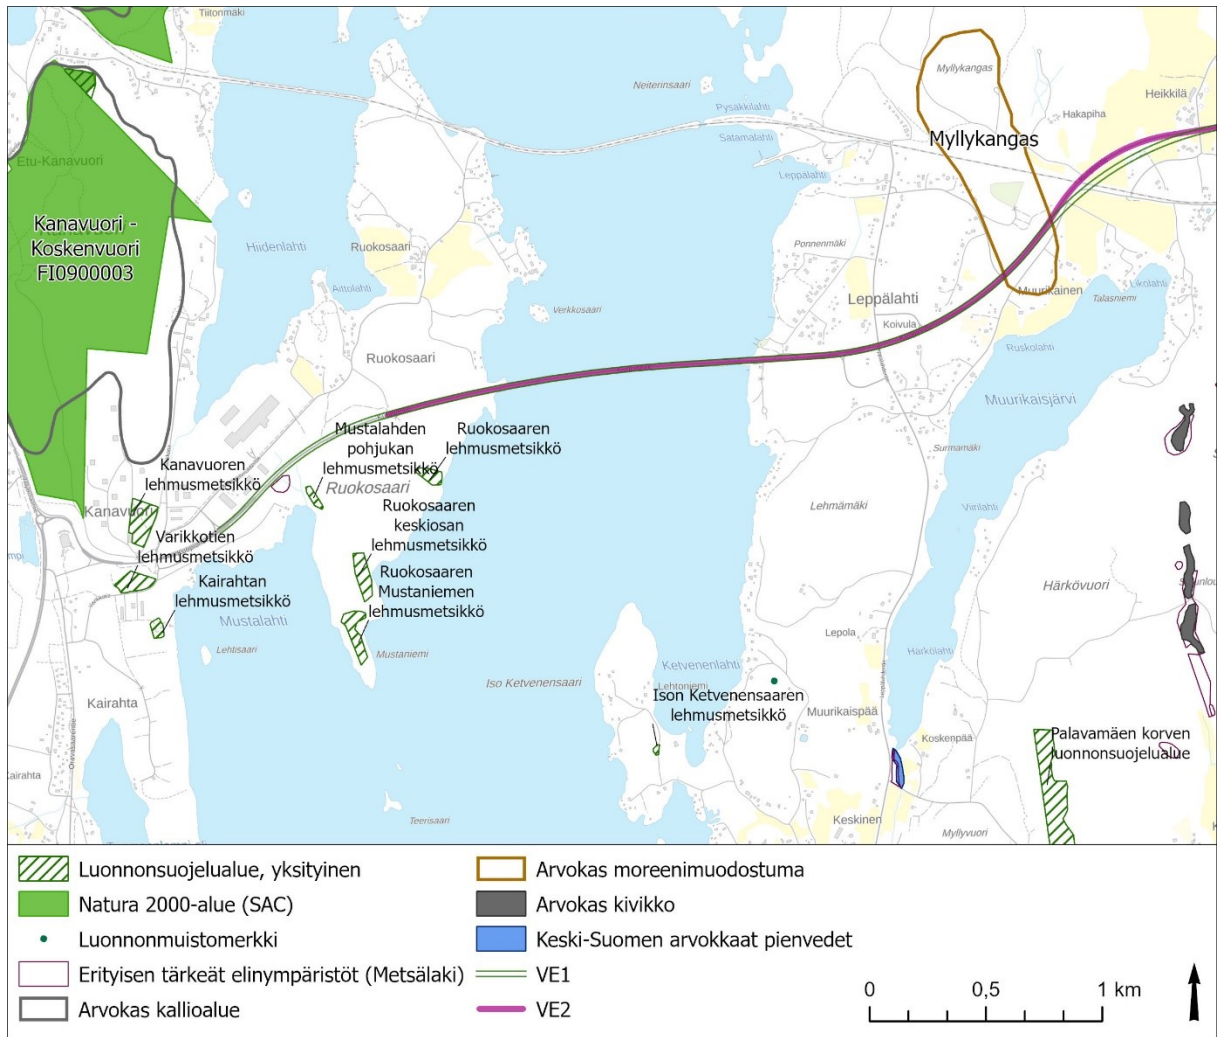 Tiitonmäki
Neiterinsaari
Myllykangas
Heikkilä
Pysäkkilahti
Hakapiha
Satamalahti
Myllykangas
Etu-Kanavuori
Leppälahti
Kanavuori -
Koskenvuori
FI0900003
Hiidenlahti
Ruokosaari
Ponnenmäki
Aittolahti
Likolahti
Muurikainen
Talasniemi
Leppälahti
Verkkosaari
Koivula
Ruskolahti
Ruokosaari
Muurikaisjärvi
Mustalahden
pohjukan
lehmusmetsikkö
Ruokosaaren
lehmusmetsikkö
Kanavuoren
lehmusmetsikkö
Ruokosaari
Surmamäki
Kanavuori
Ruokosaaren
keskiosan
lehmusmetsikkö
Lehmämäki
Virilahti
Varikkotien
lehmusmetsikkö
Kairahtan
lehmusmetsikkö
Ruokosaaren
Mustaniemen
lehmusmetsikkö
Härkövuori
Mustalahti
Lepola
Lehtisaari
Mustaniemi
Härkölahti
Ketvenenlahti
Iso Ketvenensaari
Lehtoniemi
Ison Ketvenensaaren
lehmusmetsikkö
Kairahta
Muurikaispää
Koskenpää
Palavamäen korven
luonnonsuojelualue
Kairahta
Teerisaari
Keskinen
Myllyvuori
Luonnonsuojelualue, yksityinen
Natura 2000-alue (SAC)
Luonnonmuistomerkki
Erityisen tärkeät elinympäristöt (Metsälaki)
Arvokas kallioalue
Arvokas moreenimuodostuma
Arvokas kivikko
Keski-Suomen arvokkaat pienvedet
VE1
VE2
0 0,5 1 km